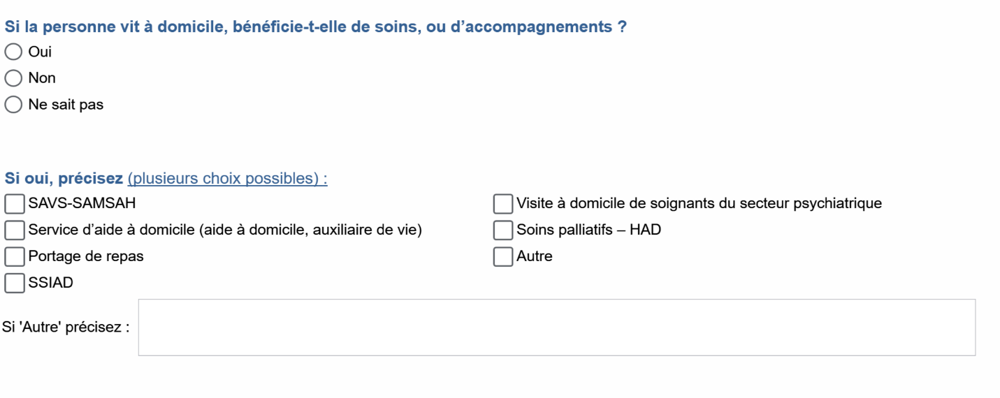 Si la personne vit à domicile, bénéficie-t-elle de soins, ou d’accompagnements ?
Oui
Non
Ne sait pas
Si oui, précisez (plusieurs choix possibles) :
SAVS-SAMSAH
Service d’aide à domicile (aide à domicile, auxiliaire de vie)
Portage de repas
SSIAD
Visite à domicile de soignants du secteur psychiatrique
Soins palliatifs – HAD
Autre
Si 'Autre' précisez :